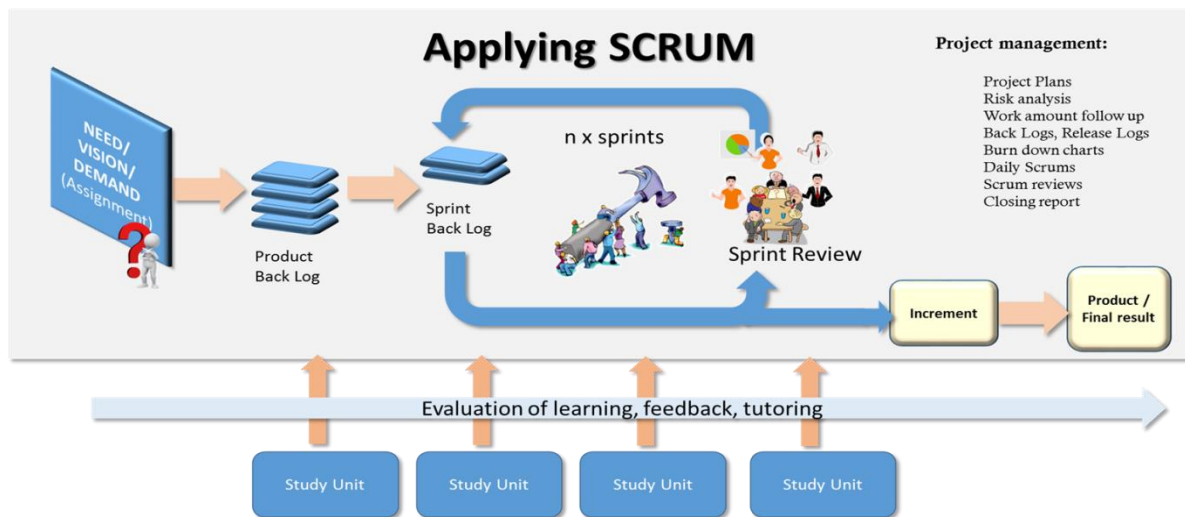 Applying SCRUM
Project management:
Project Plans
Risk analysis
Work amount follow up
Back Logs, Release Logs
Burn down charts
Daily Scrums
Scrum reviews
Closing report
NEED/
VISION/
DEMAND
(Assignment)
Product
Back Log
Sprint
Back Log
n x sprints
Sprint Review
Increment
Product /
Final result
Evaluation of learning, feedback, tutoring
Study Unit
Study Unit
Study Unit
Study Unit